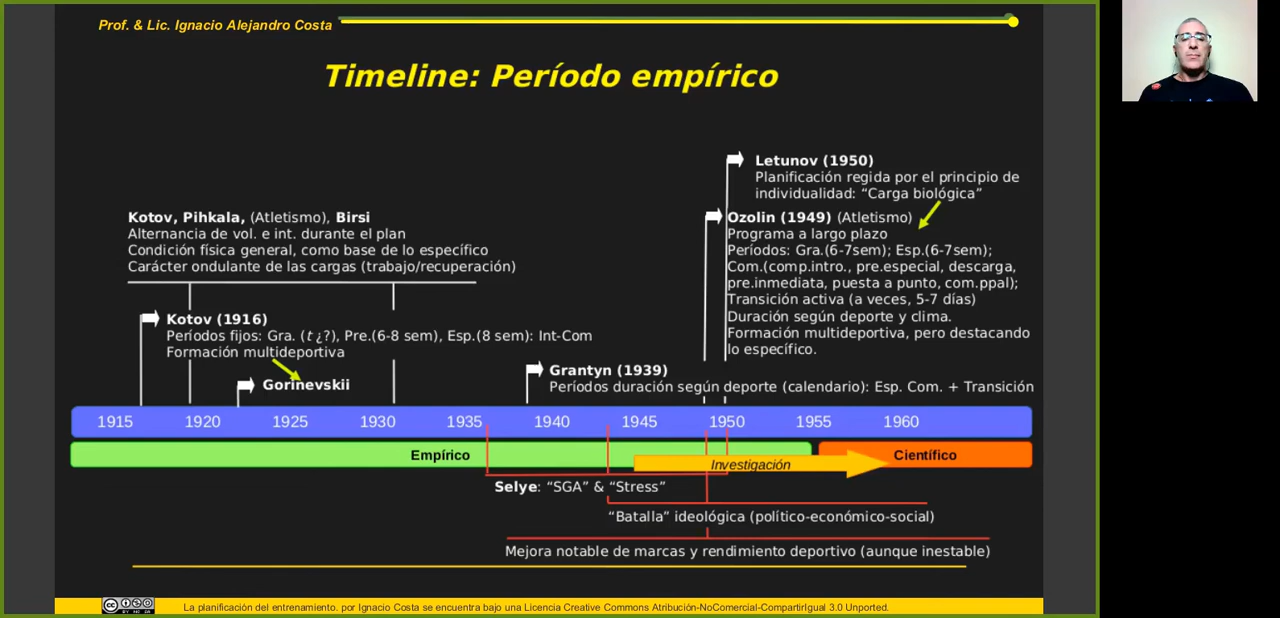 Prof. & Lic. Ignacio Alejandro Costa
Timeline: Período empírico
Letunov (1950)
Planificación regida por el principio de
individualidad: “Carga biológica”
Kotov, Pihkala, (Atletismo), Birsi
Alternancia de vol. e int. durante el plan
Condición física general, como base de lo específico
Carácter ondulante de las cargas (trabajo/recuperación)
Ozolin (1949) (Atletismo)
Programa a largo plazo
Períodos: Gra.(6-7sem); Esp.(6-7sem);
Com.(comp.intro., pre.especial, descarga,
pre.inmediata, puesta a punto, com.ppal);
Transición activa (a veces, 5-7 días)
Duración según deporte y clima.
Formación multideportiva, pero destacando
lo específico.
Kotov (1916)
Períodos fijos: Gra. (t ¿?), Pre.(6-8 sem), Esp.(8 sem): Int-Com
Formación multideportiva
Gorinevskii
Grantyn (1939)
Períodos duración según deporte (calendario): Esp. Com. + Transición
1915 1920 1925 1930 1935 1940 1945 1950 1955 1960
Empírico
Investigación
Científico
Selye: “SGA” & “Stress”
“Batalla” ideológica (político-económico-social)
Mejora notable de marcas y rendimiento deportivo (aunque inestable)
La planificación del entrenamiento. por Ignacio Costa se encuentra bajo una Licencia Creative Commons Atribución-NoComercial-CompartirIgual 3.0 Unported.